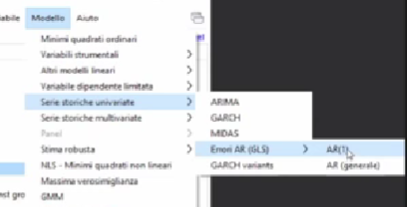 iabile Modello Aiuto
Minimi quadrati ordinari
Variabili strumentali
Altri modelli lineari
Variabile dipendente limitata
Serie storiche univariate
Serie storiche multivariate
Panel
Stima robusta
NLS - Minimi quadrati non lineari
Massima verosimiglianza
GMM
ARIMA
GARCH
MIDAS
Errori AR (GLS)
GARCH variants
AR(1)
AR (generale)
nst gro